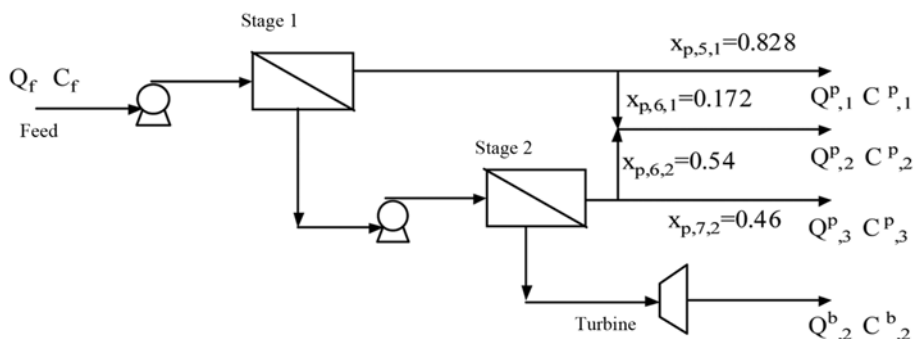 Stage 1
x_{p,5,1}=0.828
Q_f C_f
Feed
x_{p,6,1}=0.172
Q^p_{,1} C^p_{,1}
Stage 2
Q^p_{,2} C^p_{,2}
x_{p,6,2}=0.54
x_{p,7,2}=0.46
Q^p_{,3} C^p_{,3}
Turbine
Q^b_{,2} C^b_{,2}